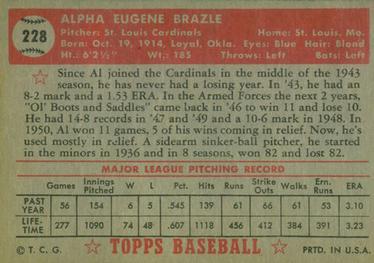 228
ALPHA EUGENE BRAZLE
Pitcher: St. Louis Cardinals Home: St. Louis, Mo.
Born: Oct. 19, 1914, Loyal, Okla. Eyes: Blue Hair: Blond
Ht: 6'2½" Wt: 185 Throws: Left Bats: Left
Since Al joined the Cardinals in the middle of the 1943
season, he has never had a losing year. In '43, he had an
8-2 mark and a 1.53 ERA. In the Armed Forces the next 2 years,
"Ol' Boots and Saddles" came back in '46 to win 11 and lose 10.
He had 14-8 records in '47 and '49 and a 10-6 mark in 1948. In
1950, Al won 11 games, 5 of his wins coming in relief. Now, he's
used mostly in relief. A sidearm sinker-ball pitcher, he started
in the minors in 1936 and in 8 seasons, won 82 and lost 82.
MAJOR LEAGUE PITCHING RECORD
Games Innings Pitched W L Pct. Hits Runs Strike Outs Walks Ern. Runs ERA
PAST YEAR 56 154 6 5 .545 139 61 66 61 53 3.10
LIFE-TIME 277 1090 74 48 .607 1118 456 412 384 391 3.23
© T. C. G. TOPPS BASEBALL PRTD. IN U.S.A.